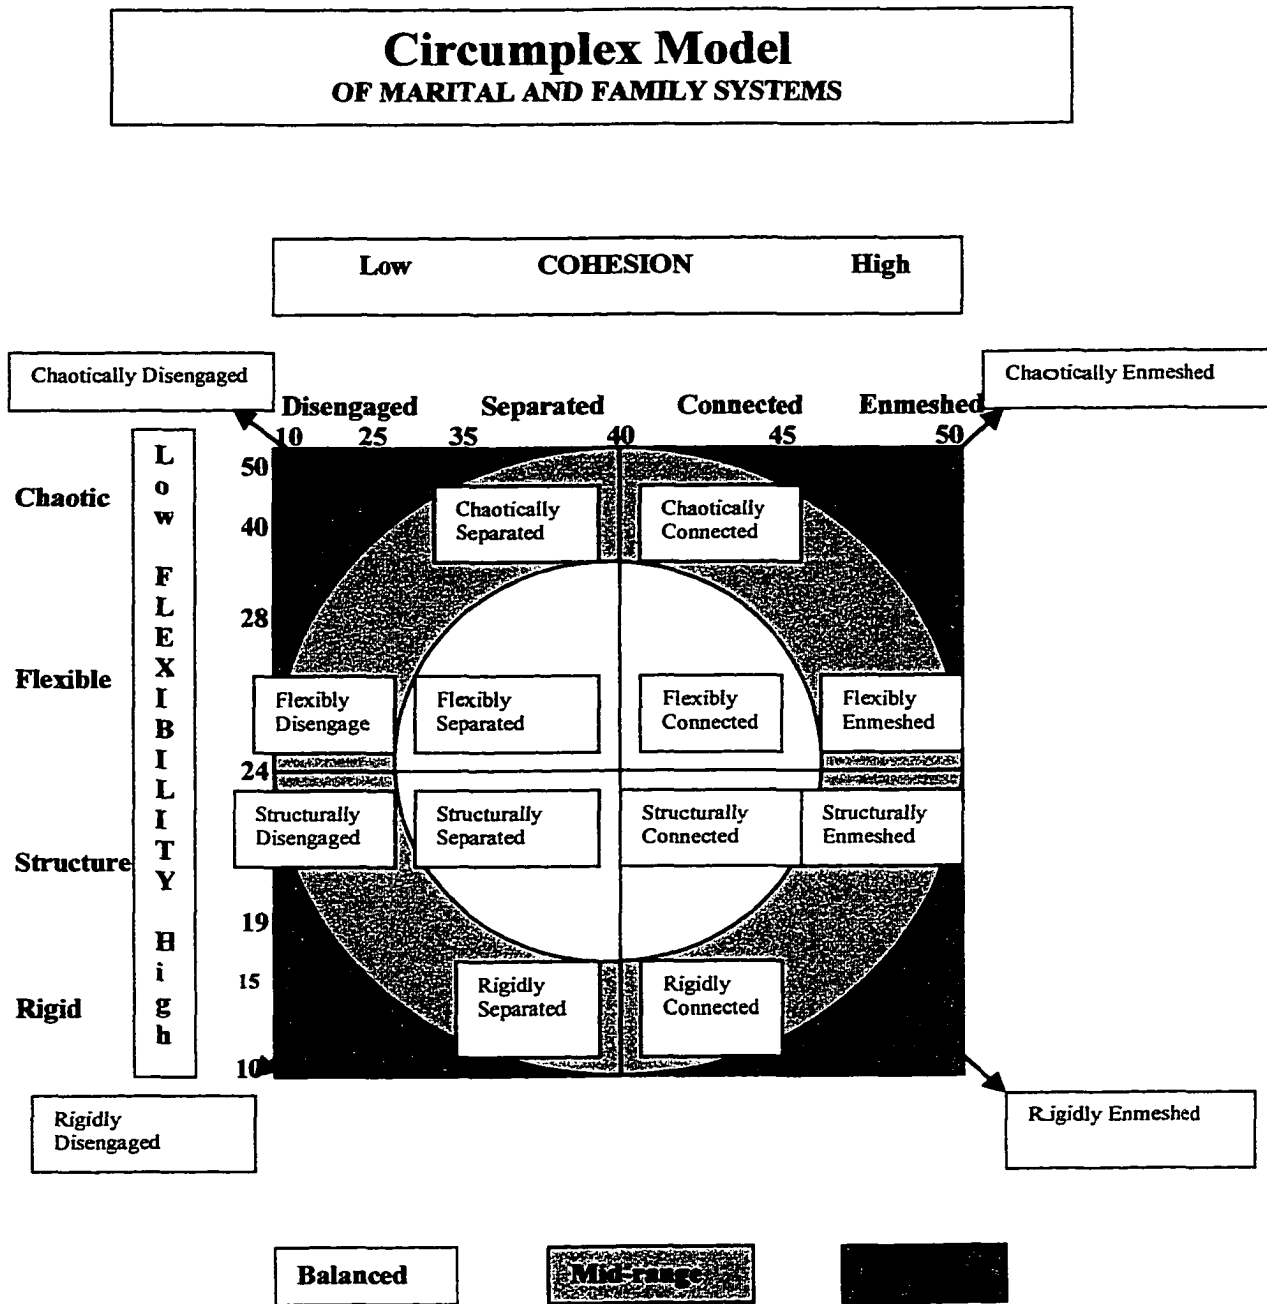 Circumplex Model
OF MARITAL AND FAMILY SYSTEMS
Low COHESION High
Chaotically Disengaged
Chaotically Enmeshed
Disengaged Separated Connected Enmeshed
10 25 35 40 45 50
Low FLEXIBILITY High
Chaotic
Flexible
Structure
Rigid
50
40
28
24
19
15
10
Chaotically
Separated
Chaotically
Connected
Flexibly
Disengage
Flexibly
Separated
Flexibly
Connected
Flexibly
Enmeshed
Structurally
Disengaged
Structurally
Separated
Structurally
Connected
Structurally
Enmeshed
Rigidly
Separated
Rigidly
Connected
Rigidly
Disengaged
Rigidly Enmeshed
Balanced
Mid-range